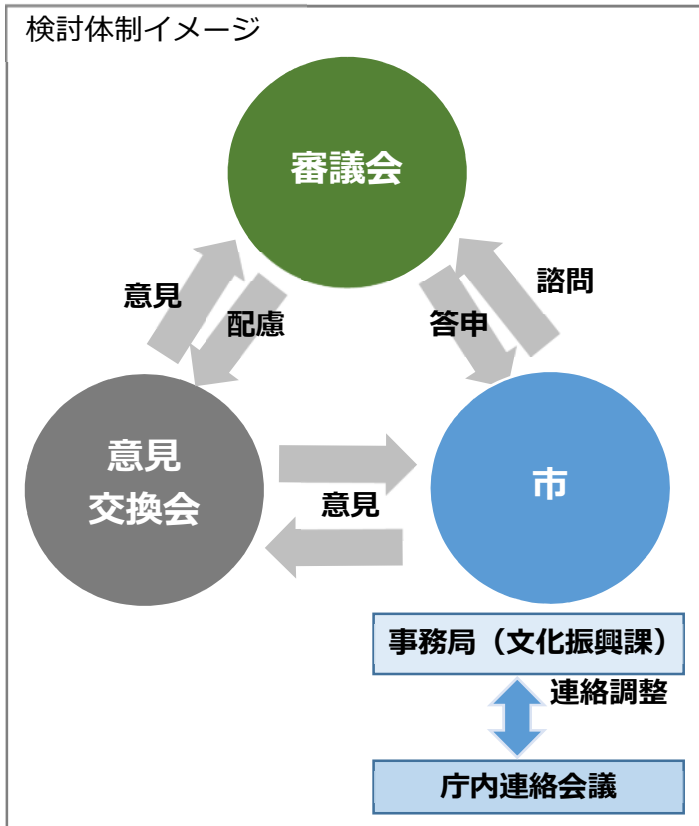 検討体制イメージ
審議会
意見
配慮
答申
諮問
意見
交換会
意見
市
事務局（文化振興課）
連絡調整
庁内連絡会議